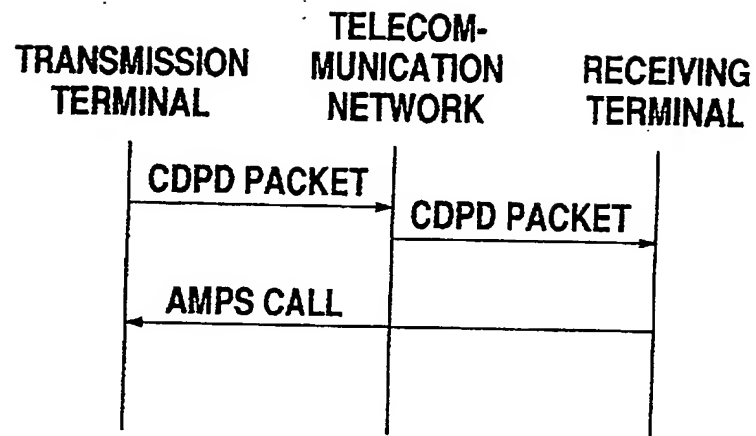 TRANSMISSION
TERMINAL
TELECOM-
MUNICATION
NETWORK
RECEIVING
TERMINAL
CDPD PACKET
CDPD PACKET
AMPS CALL